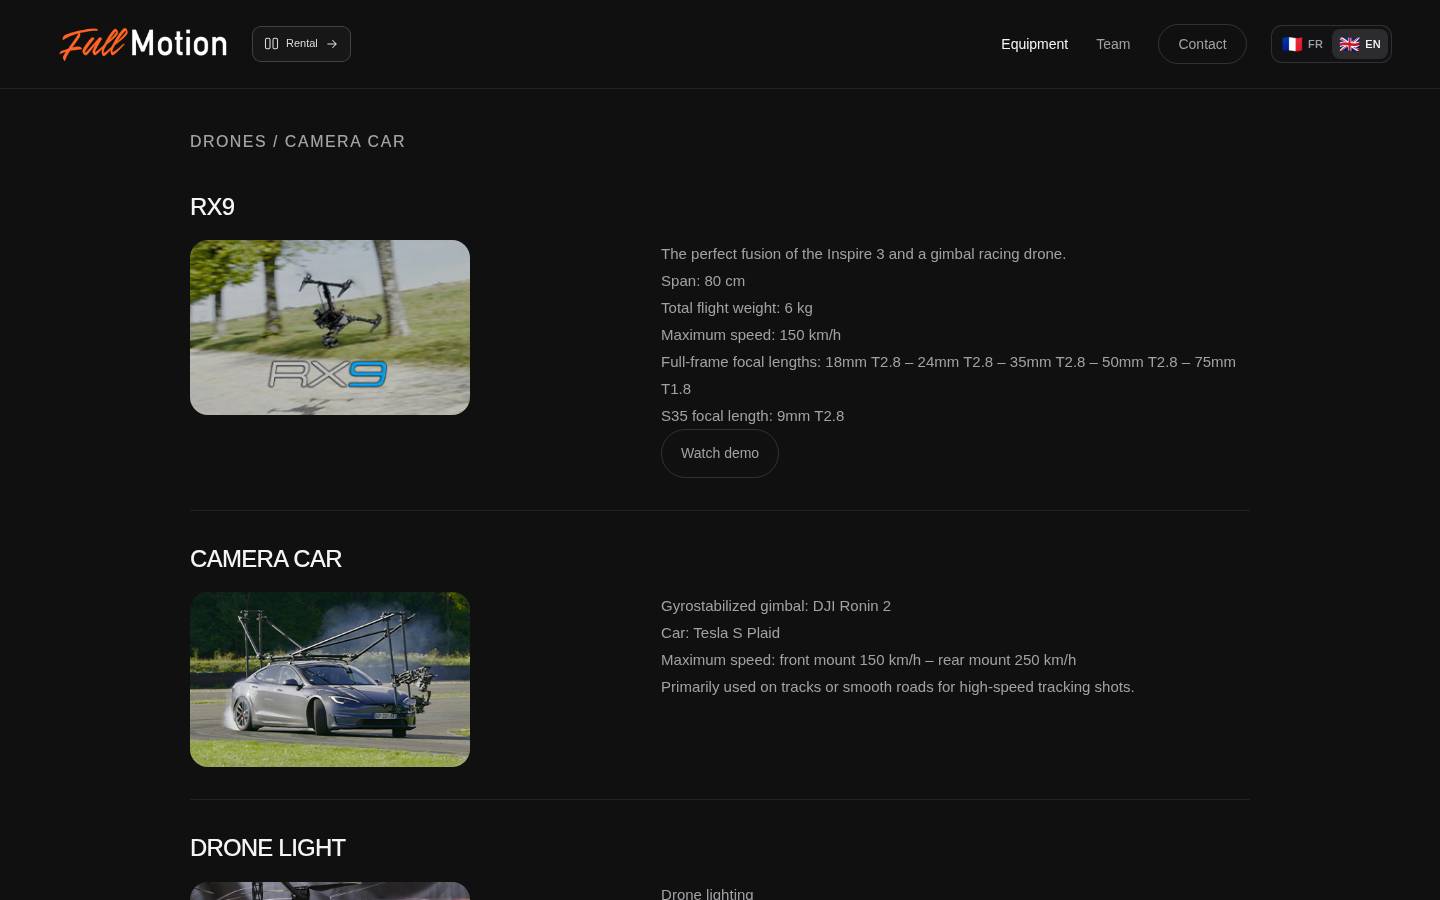 Full Motion
Rental
Equipment
Team
Contact
FR
EN
DRONES / CAMERA CAR
RX9
RX9
The perfect fusion of the Inspire 3 and a gimbal racing drone.
Span: 80 cm
Total flight weight: 6 kg
Maximum speed: 150 km/h
Full-frame focal lengths: 18mm T2.8 – 24mm T2.8 – 35mm T2.8 – 50mm T2.8 – 75mm
T1.8
S35 focal length: 9mm T2.8
Watch demo
CAMERA CAR
Gyrostabilized gimbal: DJI Ronin 2
Car: Tesla S Plaid
Maximum speed: front mount 150 km/h – rear mount 250 km/h
Primarily used on tracks or smooth roads for high-speed tracking shots.
DRONE LIGHT
Drone lighting